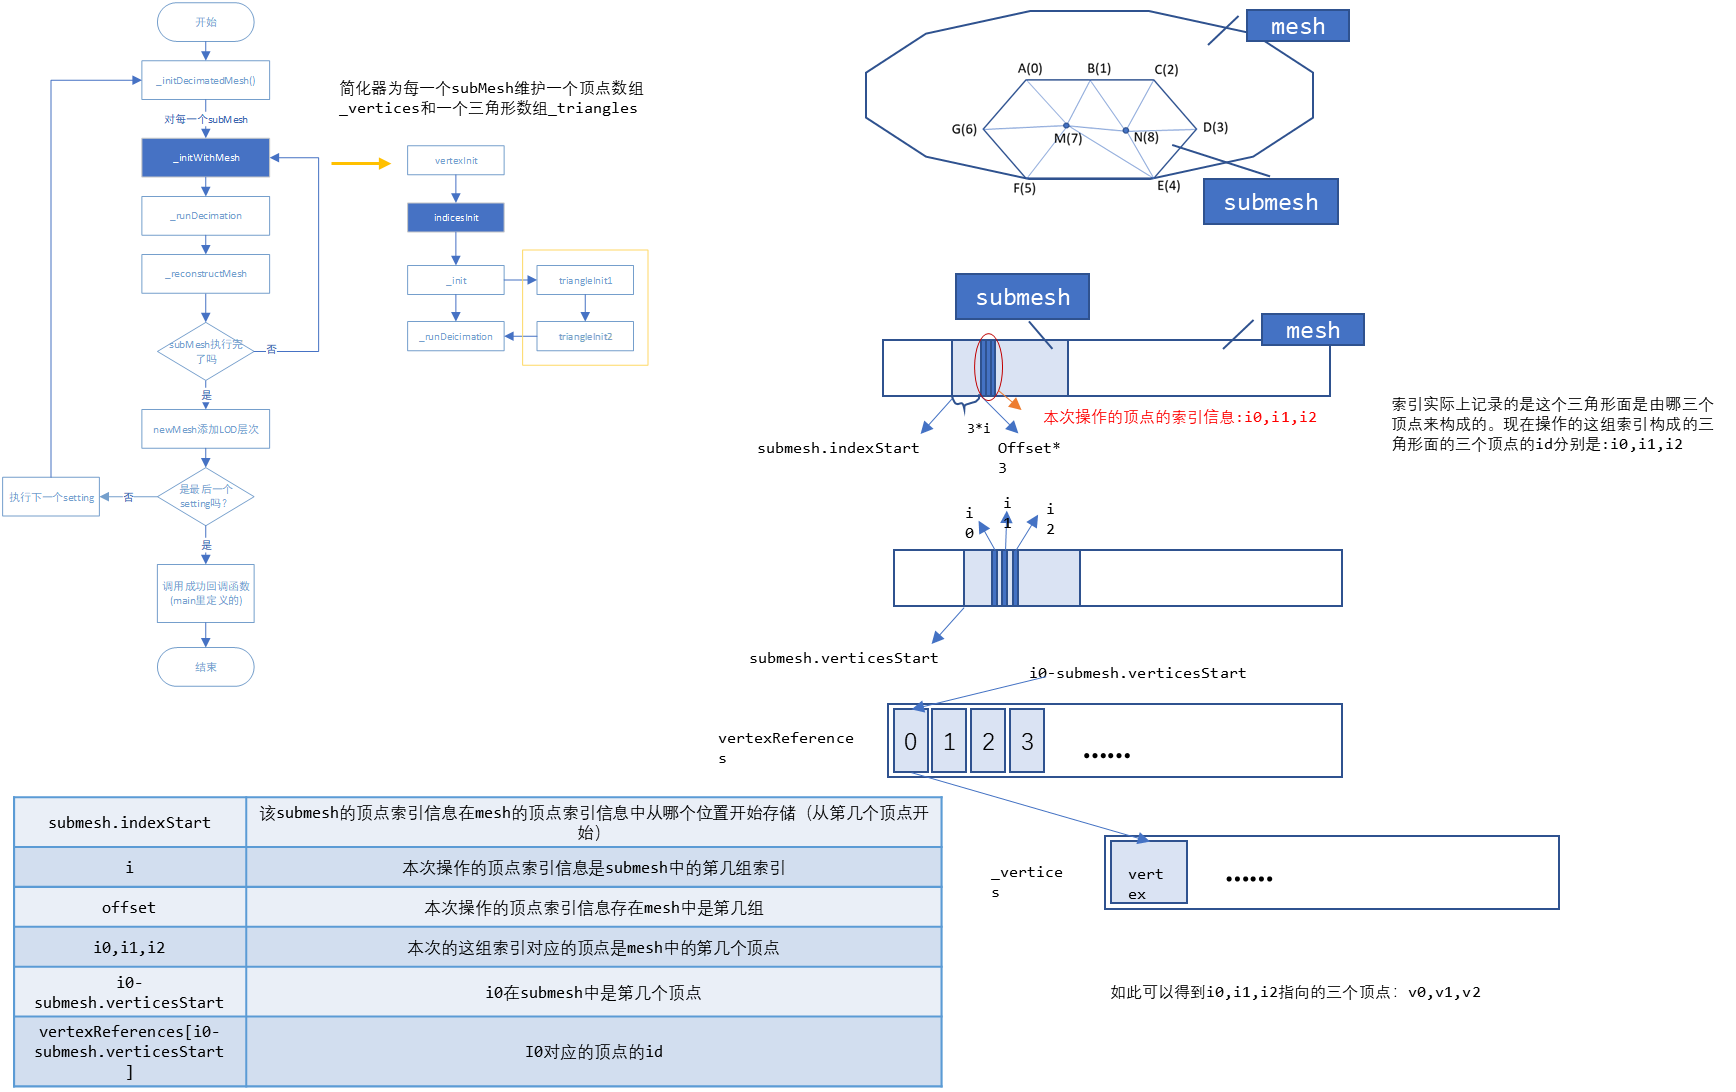 开始
_initDecimatedMesh()
对每一个subMesh
_initWithMesh
_runDecimation
_reconstructMesh
subMesh执行完
了吗
否
是
newMesh添加LOD层次
是最后一个
setting吗?
否
执行下一个setting
是
调用成功回调函数
(main里定义的)
结束
简化器为每一个subMesh维护一个顶点数组
_vertices和一个三角形数组_triangles
vertexInit
indicesInit
_init
triangleInit1
_runDeicimation
triangleInit2
mesh
A(0)
B(1)
C(2)
G(6)
M(7)
N(8)
D(3)
F(5)
E(4)
submesh
submesh
mesh
本次操作的顶点的索引信息:i0,i1,i2
3*i
submesh.indexStart
Offset*
3
索引实际上记录的是这个三角形面是由哪三个
顶点来构成的。现在操作的这组索引构成的三
角形面的三个顶点的id分别是:i0,i1,i2
i
0
i
1
i
2
submesh.verticesStart
i0-submesh.verticesStart
vertexReference
s
0
1
2
3
......
_vertice
s
vert
ex
......
如此可以得到i0,i1,i2指向的三个顶点: v0,v1,v2
submesh.indexStart
该submesh的顶点索引信息在mesh的顶点索引信息中从哪个位置开始存储（从第几个顶点开
始）
i
本次操作的顶点索引信息是submesh中的第几组索引
offset
本次操作的顶点索引信息存在mesh中是第几组
i0,i1,i2
本次的这组索引对应的顶点是mesh中的第几个顶点
i0-
submesh.verticesStart
i0在submesh中是第几个顶点
vertexReferences[i0-
submesh.verticesStart
]
I0对应的顶点的id